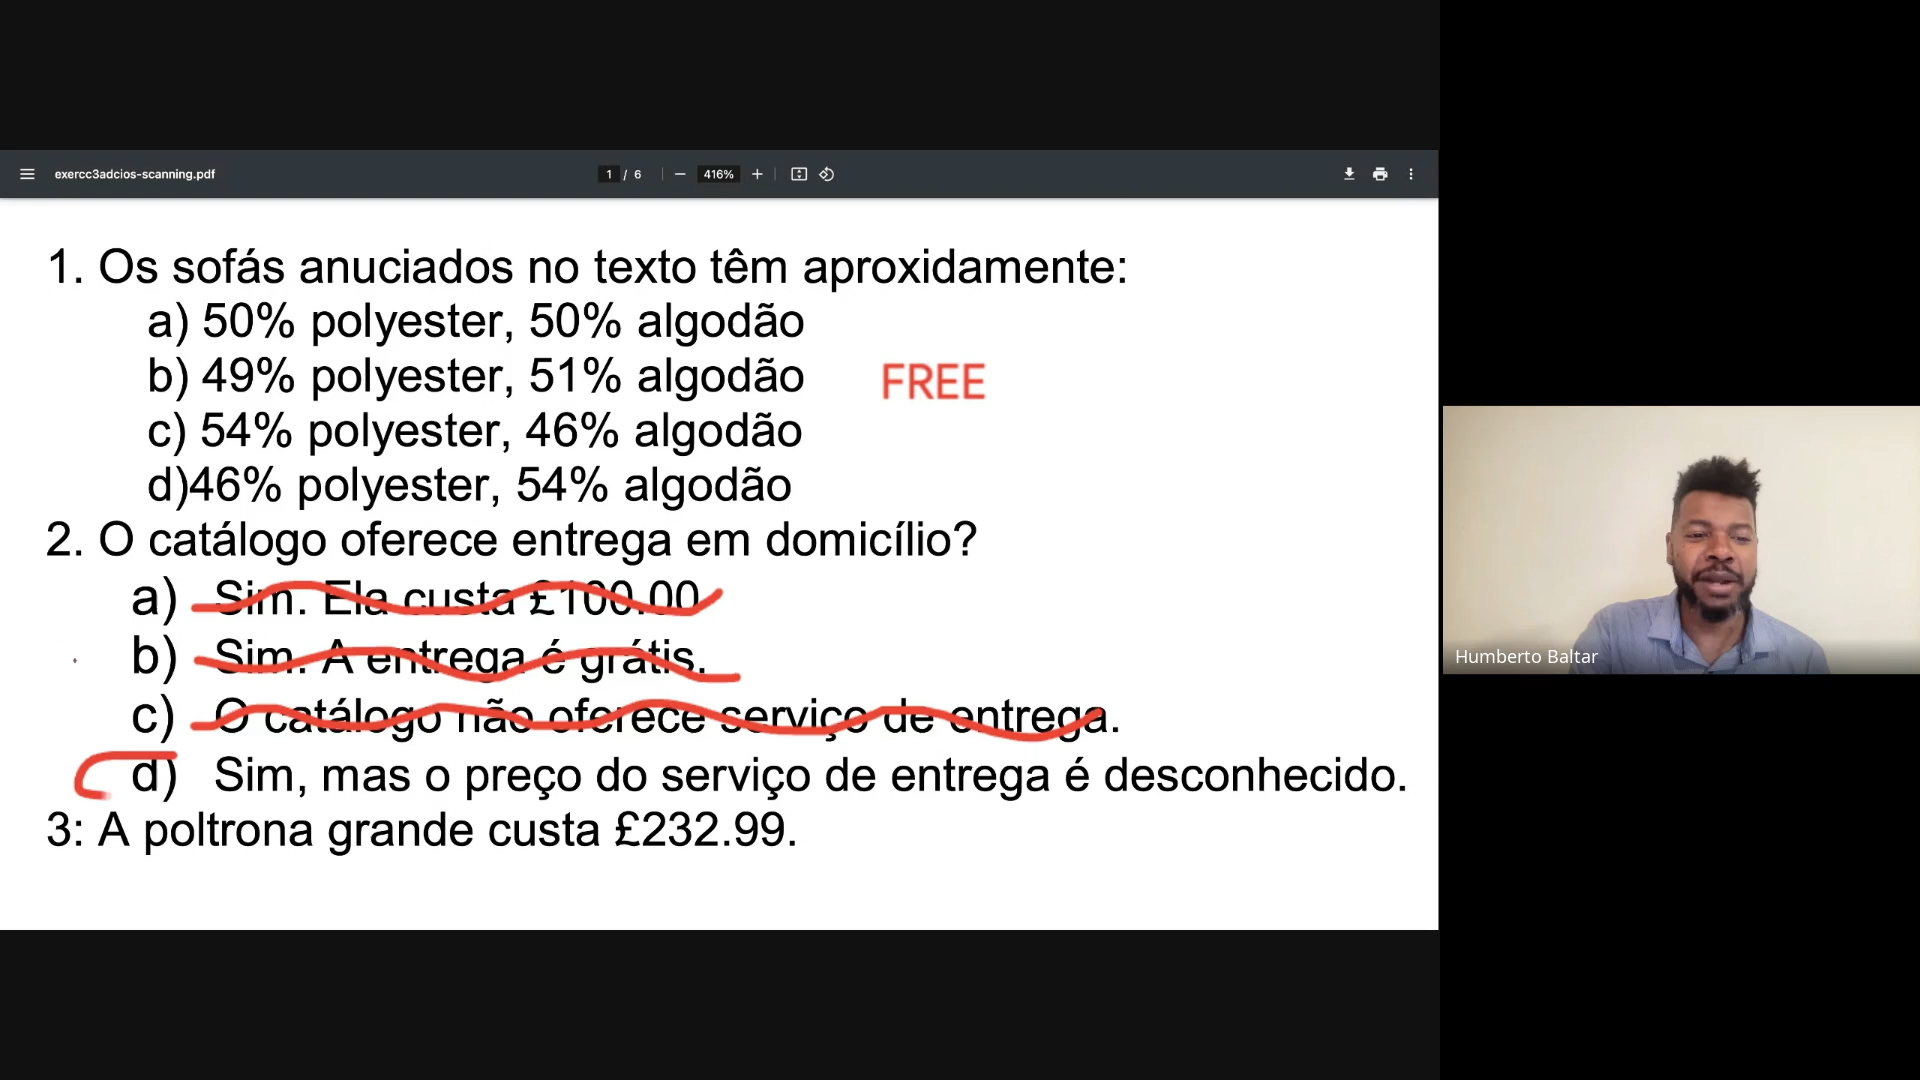 exercc3adcios-scanning.pdf
1 / 6
416%
1. Os sofás anuciados no texto têm aproxidamente:
a) 50% polyester, 50% algodão
b) 49% polyester, 51% algodão
FREE
c) 54% polyester, 46% algodão
d)46% polyester, 54% algodão
2. O catálogo oferece entrega em domicílio?
a) Sim. Ela custa £100.00.
b) Sim. A entrega é grátis.
c) O catálogo não oferece serviço de entrega.
d) Sim, mas o preço do serviço de entrega é desconhecido.
3: A poltrona grande custa £232.99.
Humberto Baltar